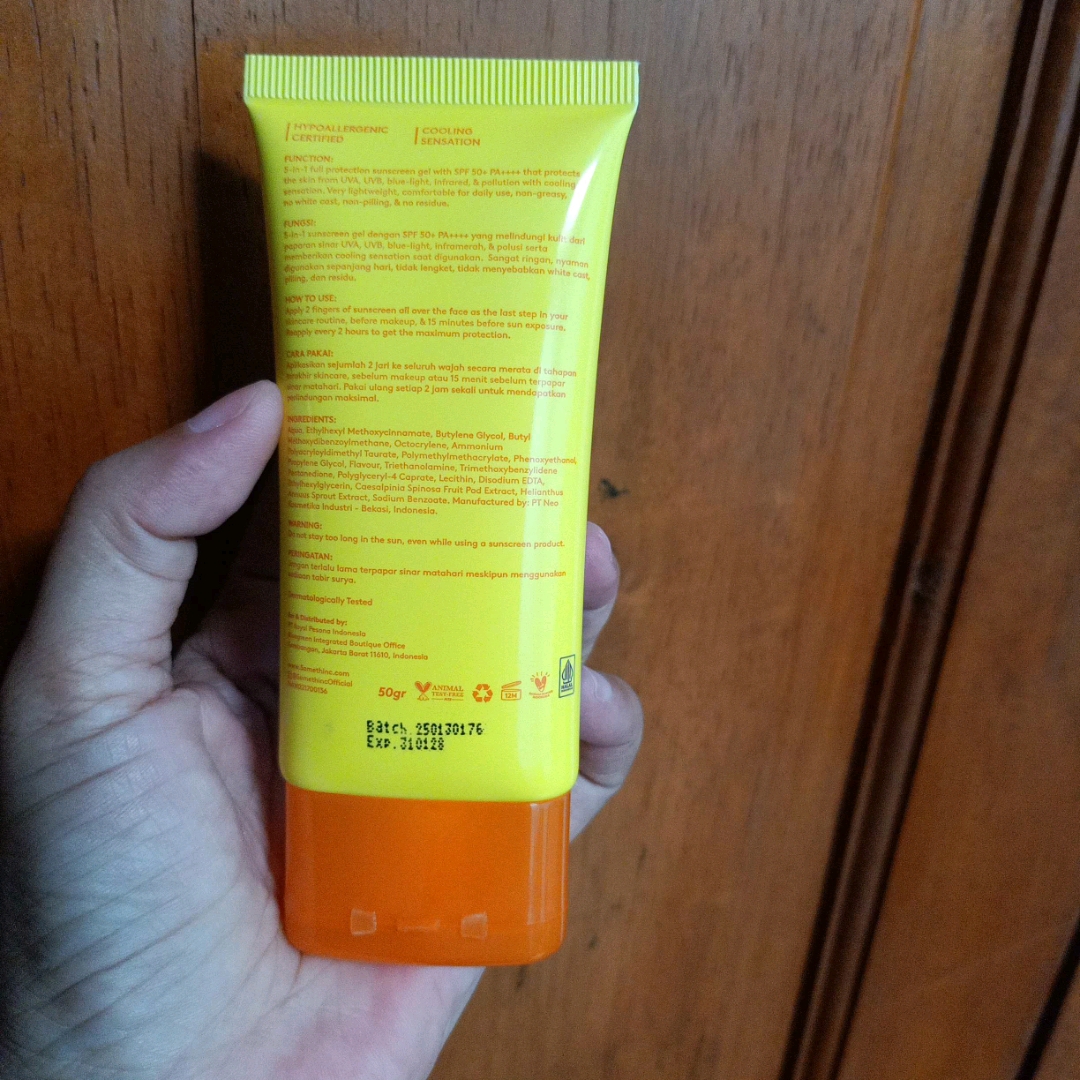 HYPOALLERGENIC
CERTIFIED
COOLING
SENSATION
FUNCTION:
5-in-1 full protection sunscreen gel with SPF 50+ PA++++ that protects
the skin from UVA, UVB, blue-light, Infrared, & pollution with cooling
sensation. Very lightweight, comfortable for daily use, non-greasy,
no white cast, non-pilling, & no residue.
FUNGSI:
5-in-1 sunscreen gel dengan SPF 50+ PA++++ yang melindungi kulit dari
paparan sinar UVA, UVB, blue-light, inframerah, & polusi serta
memberikan cooling sensation saat digunakan. Sangat ringan, nyaman
digunakan sepanjang hari, tidak lengket, tidak menyebabkan white cast,
pilling, dan residu.
HOW TO USE:
Apply 2 fingers of sunscreen all over the face as the last step in your
skincare routine, before makeup, & 15 minutes before sun exposure,
Reapply every 2 hours to get the maximum protection.
CARA PAKAI:
Aplikasikan sejumlah 2 jari ke seluruh wajah secara merata di tahapan
terakhir skincare, sebelum makeup atau 15 menit sebelum terpapar
sinar matahari. Pakai ulang setiap 2 jam sekali untuk mendapatkan
perlindungan maksimal.
INGREDIENTS:
Aqua, Ethylhexyl Methoxycinnamate, Butylene Glycol, Butyl
Methoxydibenzoylmethane, Octocrylene, Ammonium
Polyacryloyldimethyl Taurate, Polymethylmethacrylate, Phenoxyethanol,
Propylene Glycol, Flavour, Triethanolamine, Trimethoxybenzylidene
Pentanedione, Polyglyceryl-4 Caprate, Lecithin, Disodium EDTA,
Ethylhexylglycerin, Caesalpinia Spinosa Fruit Pod Extract, Helianthus
Annuus Sprout Extract, Sodium Benzoate. Manufactured by: PT Neo
Kosmetika Industri - Bekasi, Indonesia.
WARNING:
Do not stay too long in the sun, even while using a sunscreen product.
PERINGATAN:
Jangan terlalu lama terpapar sinar matahari meskipun menggunakan
sediaan tabir surya.
Dermatologically Tested
& Distributed by:
PT Royal Pesona Indonesia
Evergreen Integrated Boutique Office
Kembangan, Jakarta Barat 11610, Indonesia
www.Somethinc.com
@SomethincOfficial
50gr
ANIMAL
TEST-FREE
12M
HALAL
Batch.250130176
Exp.310128